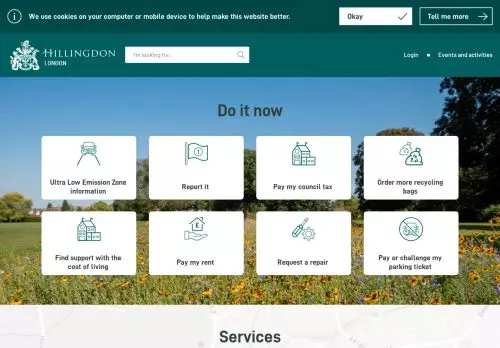 We use cookies on your computer or mobile device to help make this website better.
Okay
Tell me more
HILLINGDON
LONDON
I'm looking for...
Login
Events and activities
Do it now
Ultra Low Emission Zone
information
Report it
Pay my council tax
Order more recycling
bags
Find support with the
cost of living
£
Pay my rent
Request a repair
Pay or challenge my
parking ticket
Services